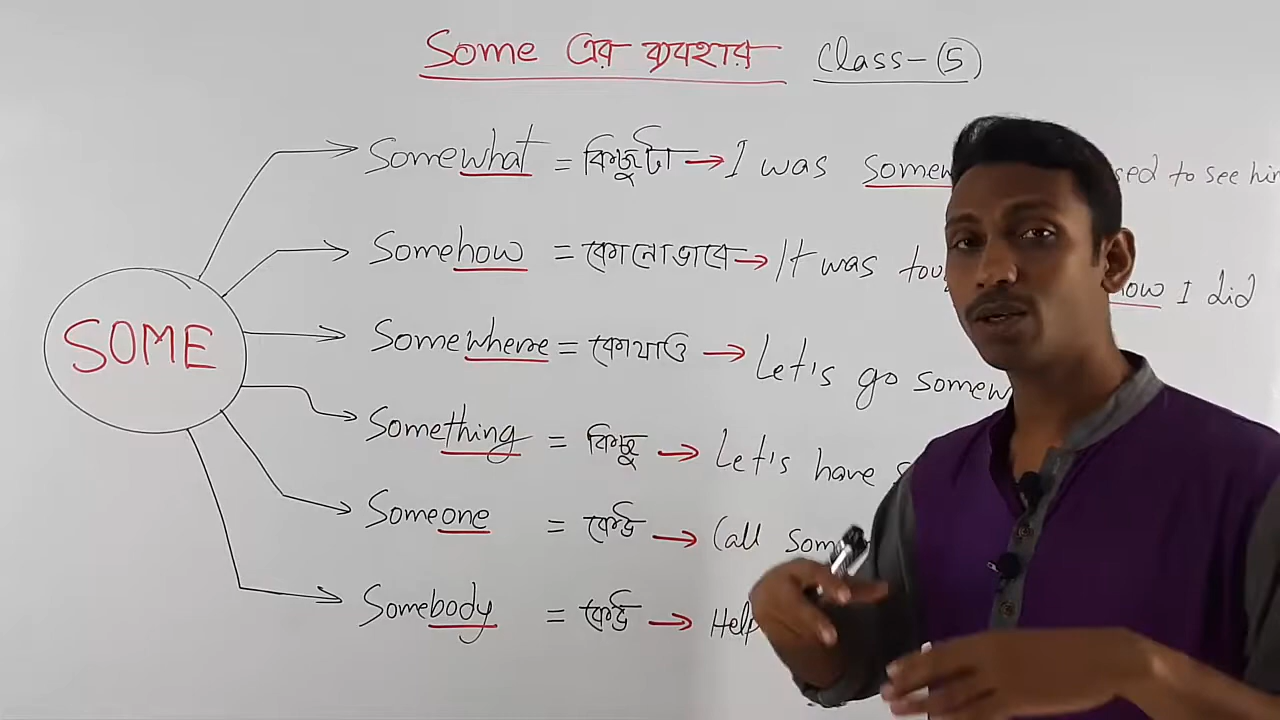 Some এর ব্যবহার Class-(5)
SOME
Somewhat = কিছুটা → I was somew sed to see him
Somehow = কোনোভাবে → It was tou how I did
Somewhere = কোথাও → Let's go somew
Something = কিছু → Let's have s
Someone = কেউ → Call som
Somebody = কেউ → Help